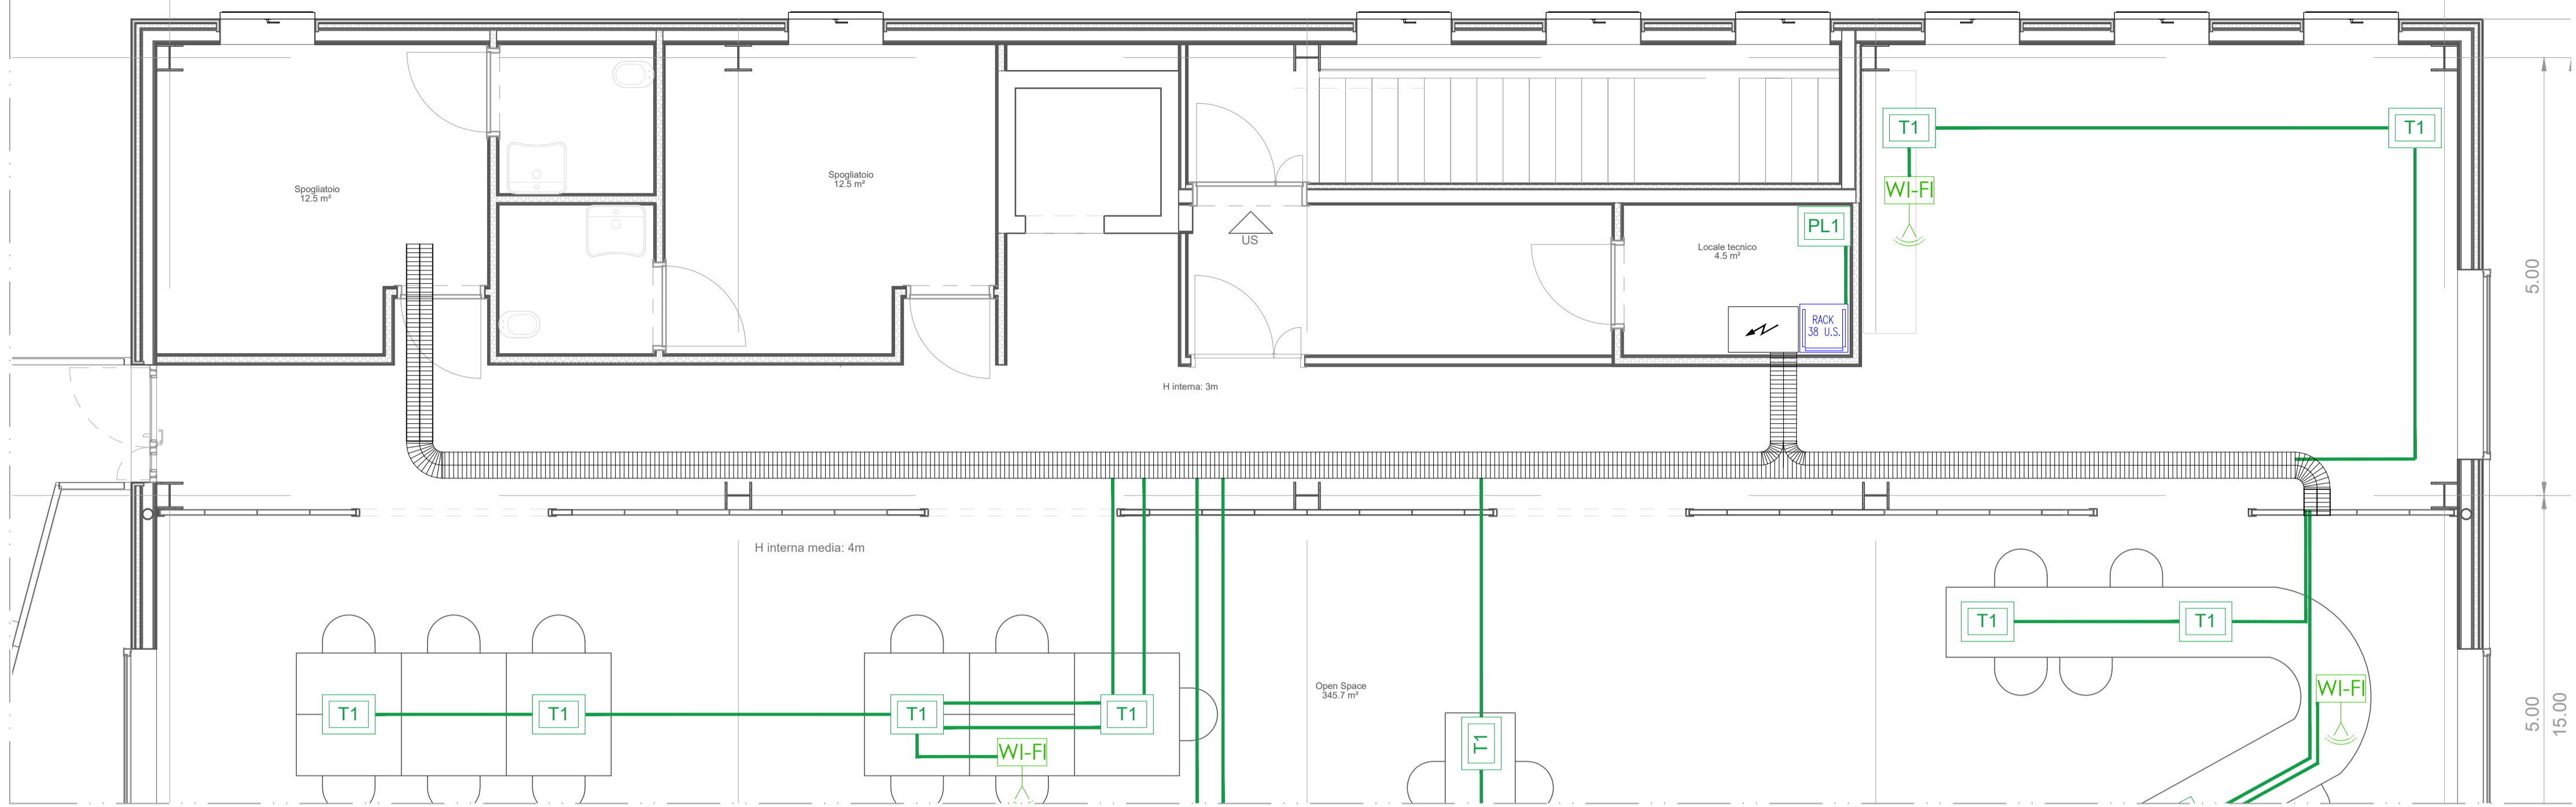 T1
T1
Spogliatoio
12.5 m²
Spogliatoio
12.5 m²
WI-FI
PL1
US
Locale tecnico
4.5 m²
5.00
RACK
38 U.S.
H interna: 3m
H interna media: 4m
T1
T1
Open Space
345.7 m²
WI-FI
T1
T1
T1
T1
5.00
15.00
T1
WI-FI